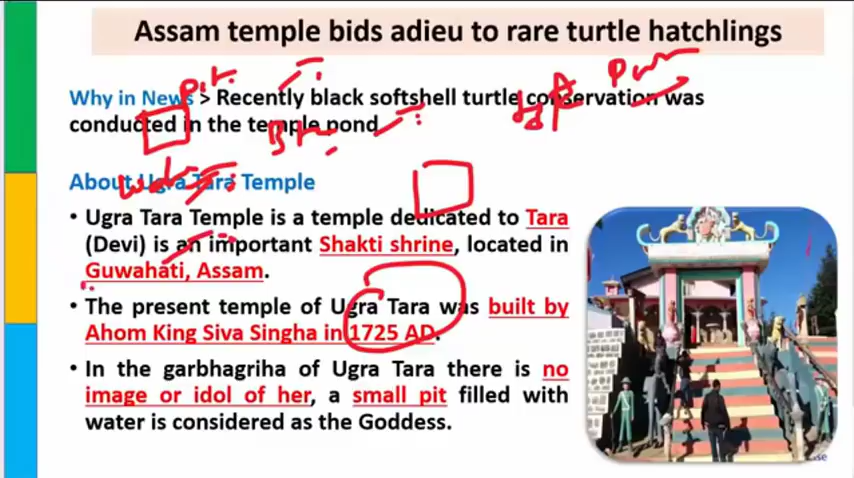 Assam temple bids adieu to rare turtle hatchlings
Why in News > Recently black softshell turtle conservation was
conducted in the temple pond
About Ugra Tara Temple
• Ugra Tara Temple is a temple dedicated to Tara
(Devi) is an important Shakti shrine, located in
Guwahati, Assam.
• The present temple of Ugra Tara was built by
Ahom King Siva Singha in 1725 AD.
• In the garbhagriha of Ugra Tara there is no
image or idol of her, a small pit filled with
water is considered as the Goddess.